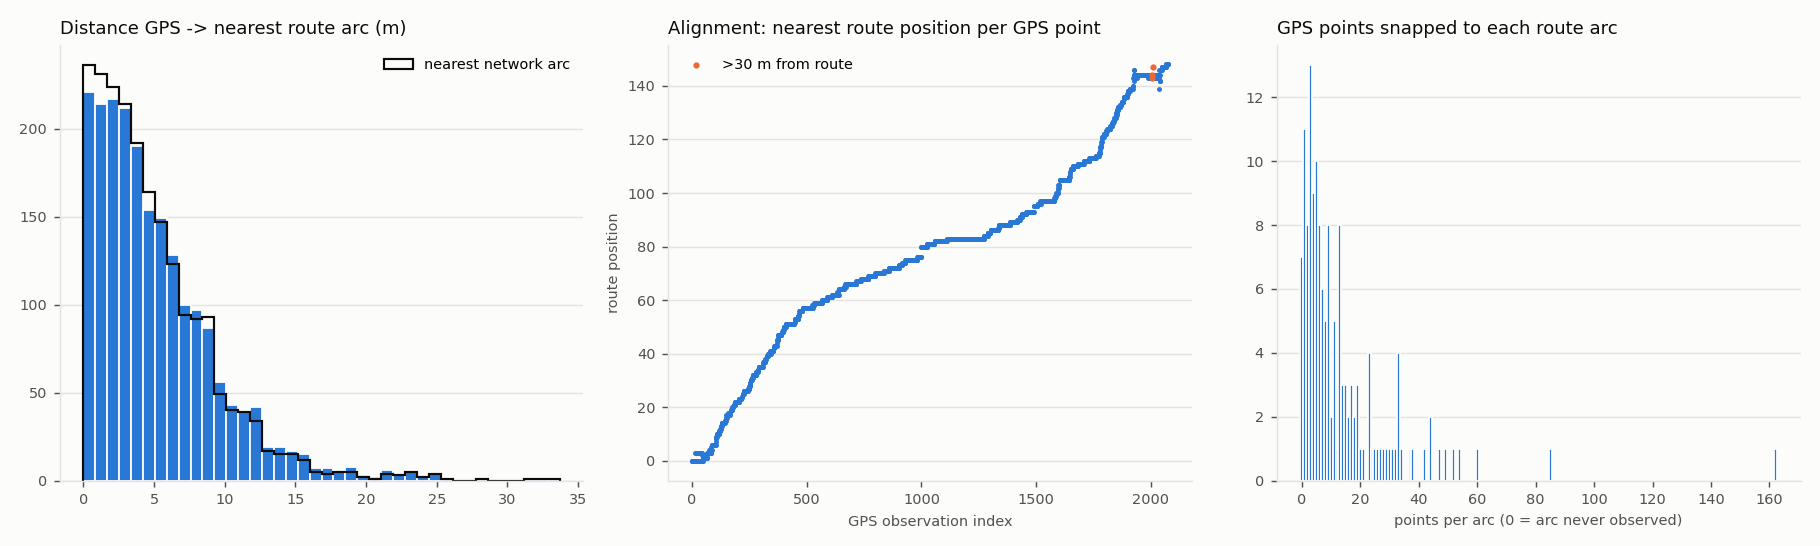 Distance GPS -> nearest route arc (m)
nearest network arc
200
150
100
50
0
0 5 10 15 20 25 30 35
Alignment: nearest route position per GPS point
>30 m from route
route position
140
120
100
80
60
40
20
0
0 500 1000 1500 2000
GPS observation index
GPS points snapped to each route arc
12
10
8
6
4
2
0
0 20 40 60 80 100 120 140 160
points per arc (0 = arc never observed)